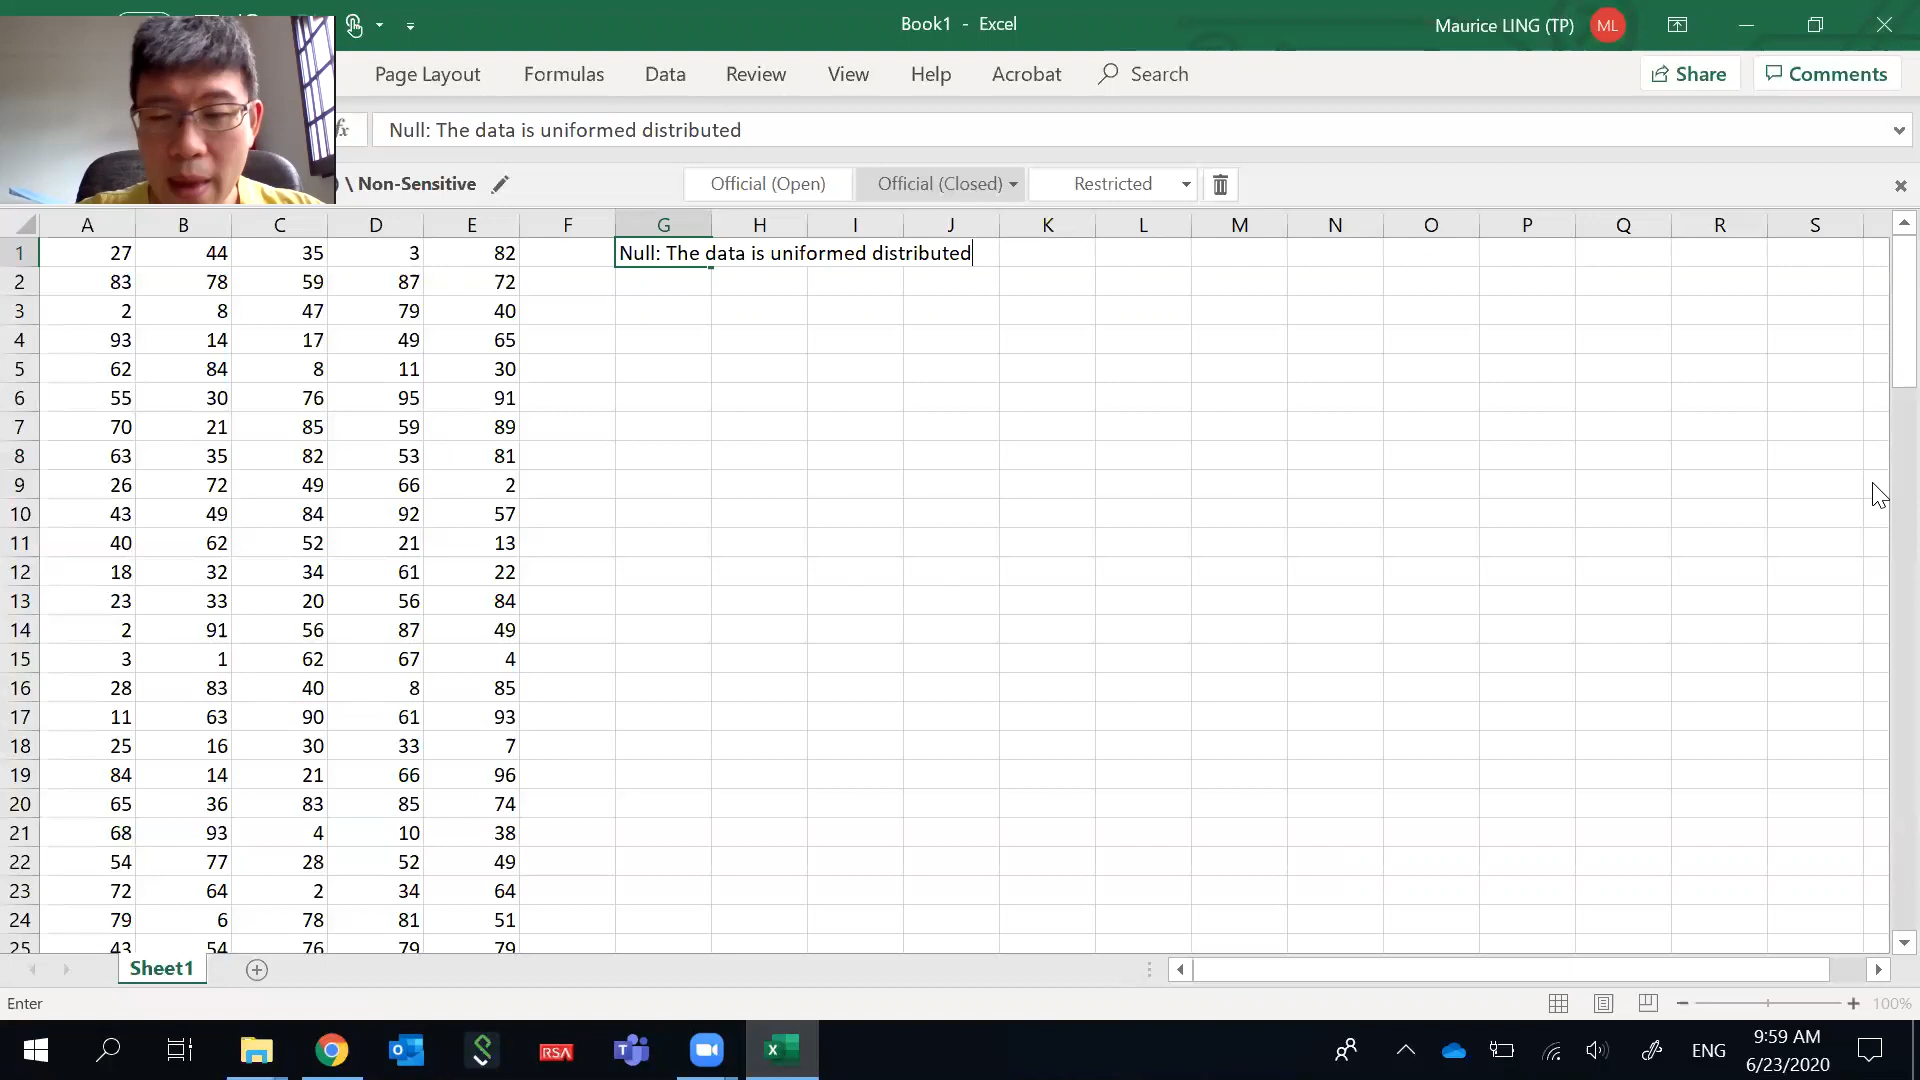 Book1 - Excel
Maurice LING (TP)
ML
Page Layout
Formulas
Data
Review
View
Help
Acrobat
Search
Share
Comments
fx
Null: The data is uniformed distributed
\ Non-Sensitive
Official (Open)
Official (Closed)
Restricted
A B C D E F G H I J K L M N O P Q R S
1 27 44 35 3 82 Null: The data is uniformed distributed
2 83 78 59 87 72
3 2 8 47 79 40
4 93 14 17 49 65
5 62 84 8 11 30
6 55 30 76 95 91
7 70 21 85 59 89
8 63 35 82 53 81
9 26 72 49 66 2
10 43 49 84 92 57
11 40 62 52 21 13
12 18 32 34 61 22
13 23 33 20 56 84
14 2 91 56 87 49
15 3 1 62 67 4
16 28 83 40 8 85
17 11 63 90 61 93
18 25 16 30 33 7
19 84 14 21 66 96
20 65 36 83 85 74
21 68 93 4 10 38
22 54 77 28 52 49
23 72 64 2 34 64
24 79 6 78 81 51
25 43 54 76 79 79
Sheet1
Enter
100%
RSA
ENG
9:59 AM
6/23/2020